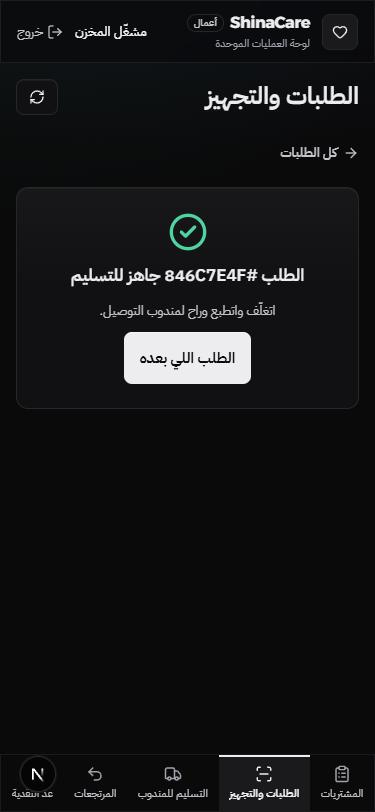 ShinaCare أعمال
لوحة العمليات الموحدة
مشغّل المخزن
خروج
الطلبات والتجهيز
كل الطلبات
الطلب #846C7E4F جاهز للتسليم
اتغلّف واتطبع وراح لمندوب التوصيل.
الطلب اللي بعده
المشتريات
الطلبات والتجهيز
التسليم للمندوب
المرتجعات
N